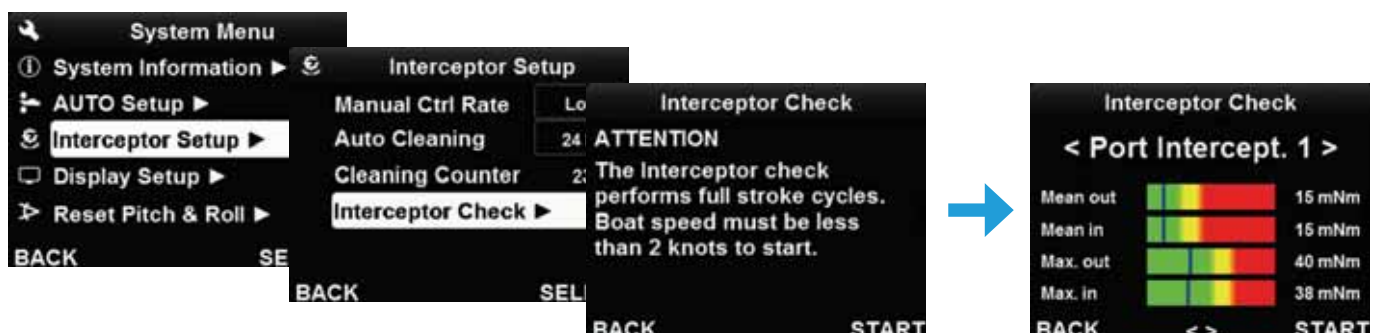 System Menu
System Information ►
AUTO Setup ►
Interceptor Setup ►
Display Setup ►
Reset Pitch & Roll ►
BACK
Interceptor Setup
Manual Ctrl Rate
Auto Cleaning 24
Cleaning Counter
Interceptor Check ►
BACK
Interceptor Check
ATTENTION
The Interceptor check
performs full stroke cycles.
Boat speed must be less
than 2 knots to start.
BACK START
Interceptor Check
< Port Intercept. 1 >
Mean out 15 mNm
Mean in 15 mNm
Max. out 40 mNm
Max. in 38 mNm
BACK < > START